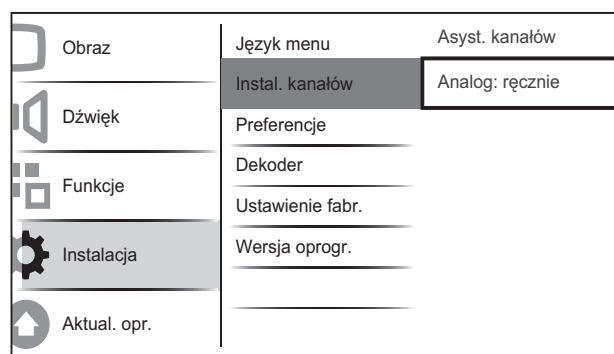 Obraz
Dźwięk
Funkcje
Instalacja
Aktual. opr.
Język menu
Instal. kanałów
Preferencje
Dekoder
Ustawienie fabr.
Wersja oprogr.
Asyst. kanałów
Analog: ręcznie